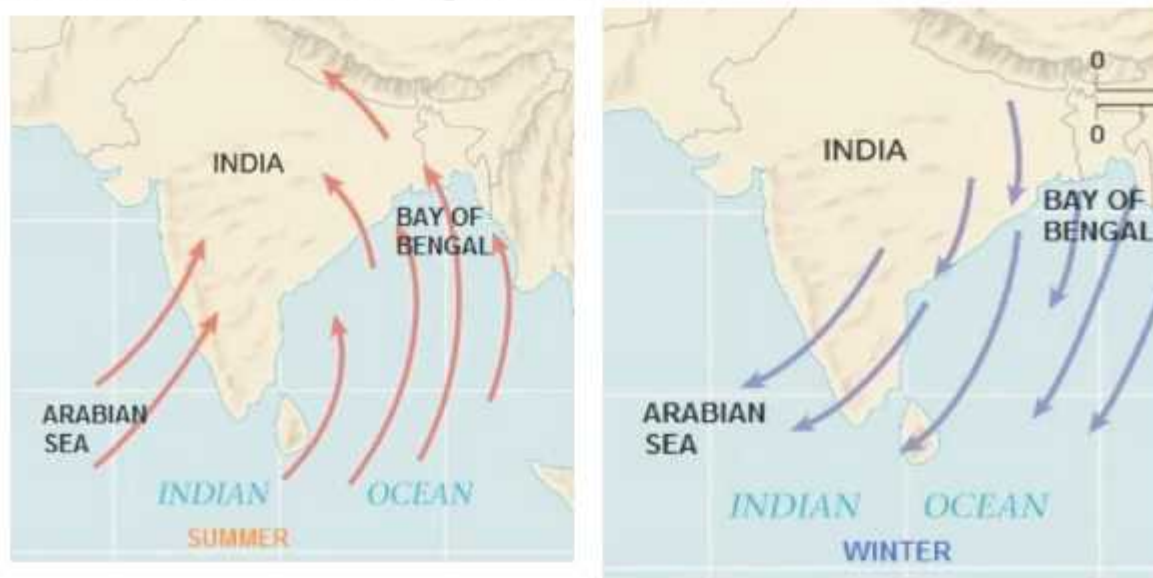 INDIA
BAY OF
BENGAL
ARABIAN
SEA
INDIAN OCEAN
SUMMER
0
0
INDIA
BAY OF
BENGAL
ARABIAN
SEA
INDIAN OCEAN
WINTER